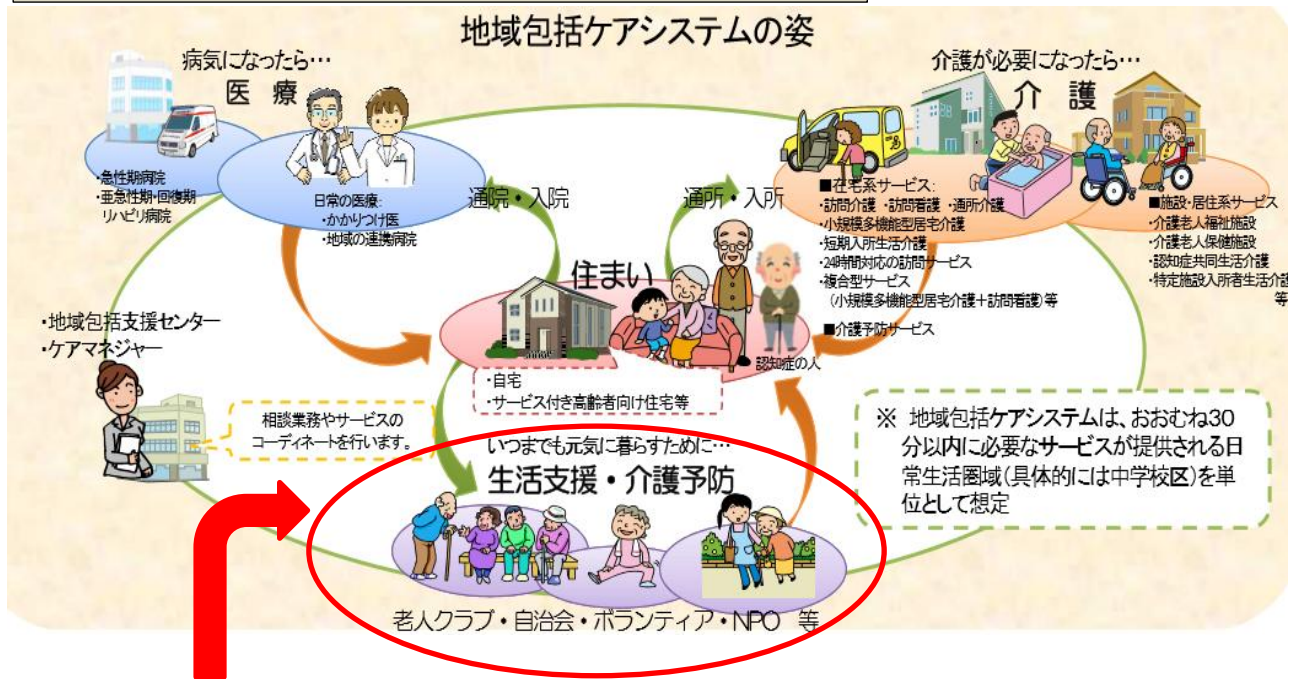 地域包括ケアシステムの姿
病気になったら…
医 療
・急性期病院
・亜急性期・回復期
リハビリ病院
日常の医療:
・かかりつけ医
・地域の連携病院
通院・入院
介護が必要になったら…
介 護
通所・入所
■在宅系サービス:
・訪問介護 ・訪問看護 ・通所介護
・小規模多機能型居宅介護
・短期入所生活介護
・24時間対応の訪問サービス
・複合型サービス
(小規模多機能型居宅介護+訪問看護)等
■介護予防サービス
■施設・居住系サービス
・介護老人福祉施設
・介護老人保健施設
・認知症共同生活介護
・特定施設入所者生活介護
等
住まい
認知症の人
・自宅
・サービス付き高齢者向け住宅等
・地域包括支援センター
・ケアマネジャー
相談業務やサービスの
コーディネートを行います。
いつまでも元気に暮らすために…
生活支援・介護予防
老人クラブ・自治会・ボランティア・NPO 等
※ 地域包括ケアシステムは、おおむね30
分以内に必要なサービスが提供される日
常生活圏域(具体的には中学校区)を単
位として想定